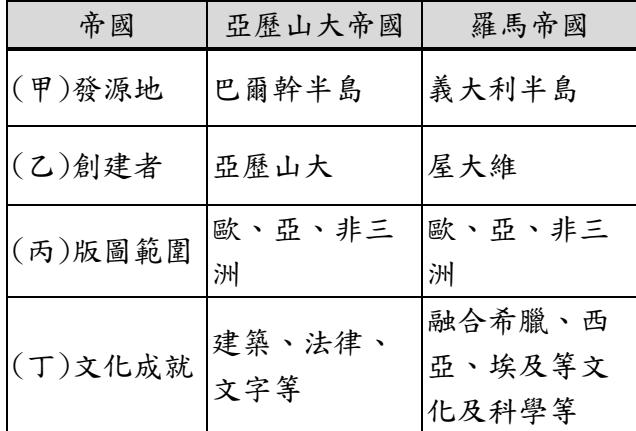 帝國 亞歷山大帝國 羅馬帝國
(甲)發源地 巴爾幹半島 義大利半島
(乙)創建者 亞歷山大 屋大維
(丙)版圖範圍 歐、亞、非三洲 歐、亞、非三洲
(丁)文化成就 建築、法律、文字等 融合希臘、西亞、埃及等文化及科學等